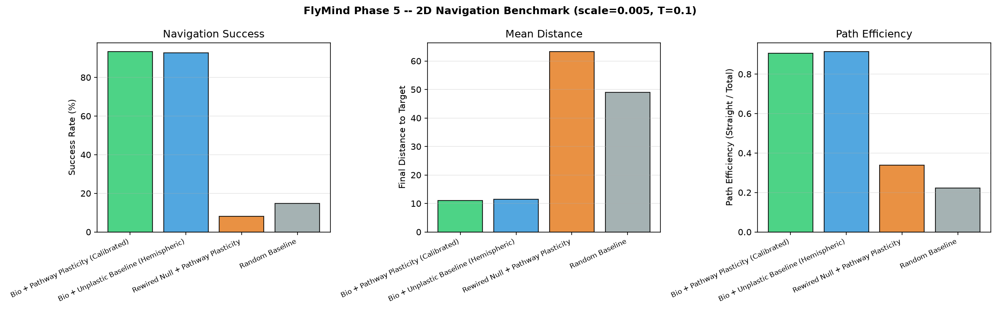 FlyMind Phase 5 -- 2D Navigation Benchmark (scale=0.005, T=0.1)
Navigation Success
Success Rate (%)
80
60
40
20
0
Bio + Pathway Plasticity (Calibrated)
Bio + Unplastic Baseline (Hemispheric)
Rewired Null + Pathway Plasticity
Random Baseline
Mean Distance
Final Distance to Target
60
50
40
30
20
10
0
Bio + Pathway Plasticity (Calibrated)
Bio + Unplastic Baseline (Hemispheric)
Rewired Null + Pathway Plasticity
Random Baseline
Path Efficiency
Path Efficiency (Straight / Total)
0.8
0.6
0.4
0.2
0.0
Bio + Pathway Plasticity (Calibrated)
Bio + Unplastic Baseline (Hemispheric)
Rewired Null + Pathway Plasticity
Random Baseline